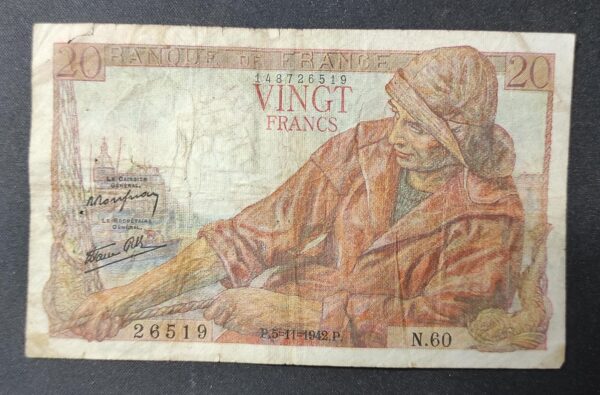 20 BANQUE DE FRANCE 20
148726519
VINGT
FRANCS
LE CAISSIER
GÉNÉRAL,
LE SECRÉTAIRE
GÉNÉRAL,
26519 P.5-11-1942.P. N.60